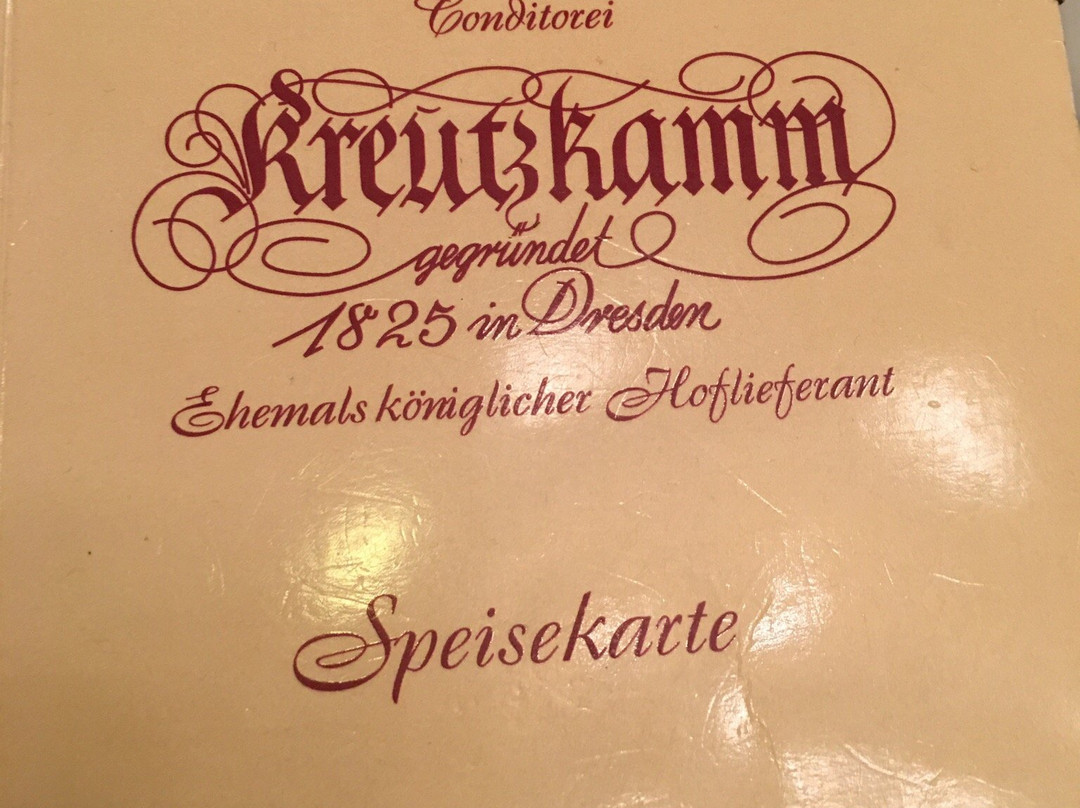 Conditorei
Kreutzkamm
gegründet
1825 in Dresden
Ehemals königlicher Hoflieferant
Speisekarte